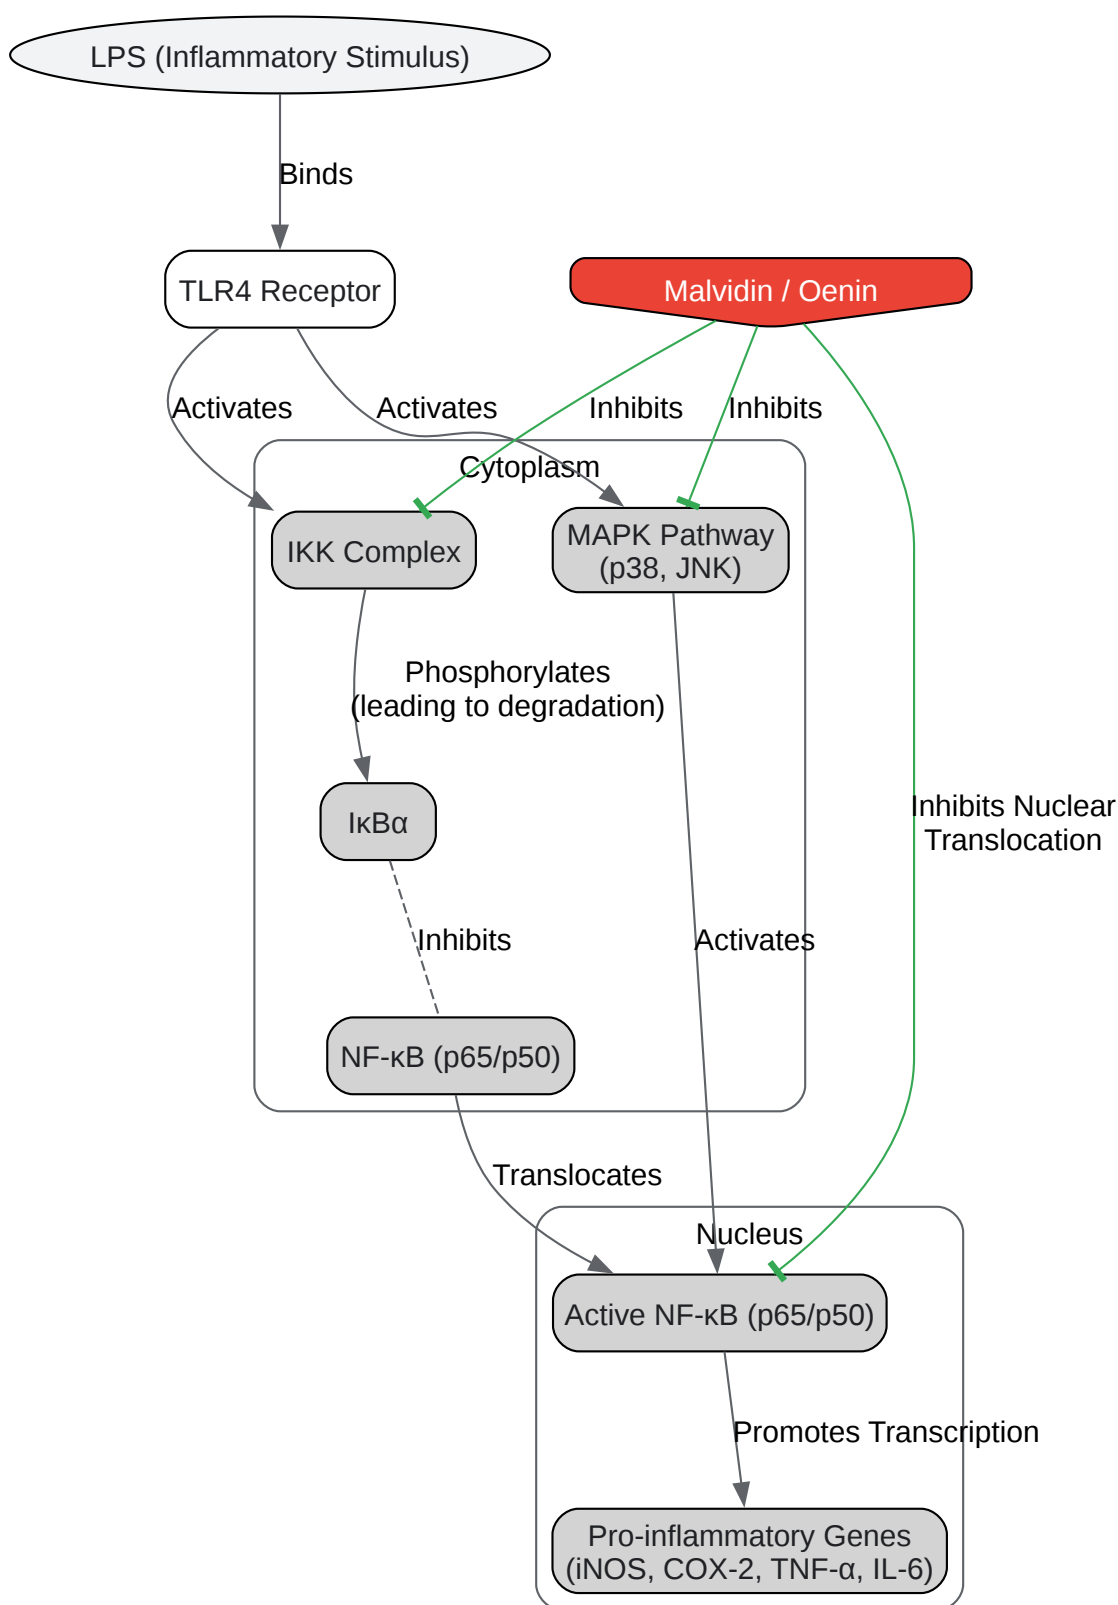 LPS (Inflammatory Stimulus)
Binds
TLR4 Receptor
Malvidin / Oenin
Activates
Activates
Inhibits
Inhibits
Cytoplasm
IKK Complex
MAPK Pathway
(p38, JNK)
Phosphorylates
(leading to degradation)
IκBα
Inhibits Nuclear
Translocation
Inhibits
Activates
NF-κB (p65/p50)
Translocates
Nucleus
Active NF-κB (p65/p50)
Promotes Transcription
Pro-inflammatory Genes
(iNOS, COX-2, TNF-α, IL-6)